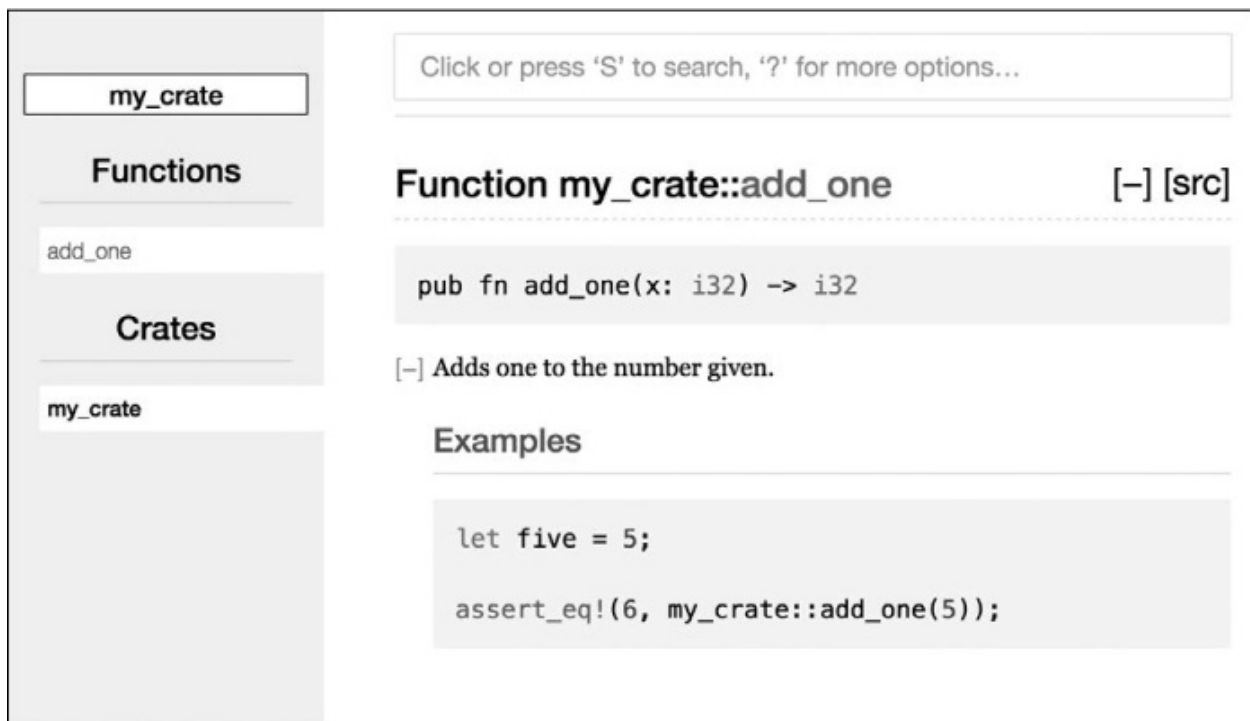 my_crate
Functions
add_one
Crates
my_crate
Click or press ‘S’ to search, ‘?’ for more options…
Function my_crate::add_one [−] [src]
pub fn add_one(x: i32) -> i32
[−] Adds one to the number given.
Examples
let five = 5;
assert_eq!(6, my_crate::add_one(5));